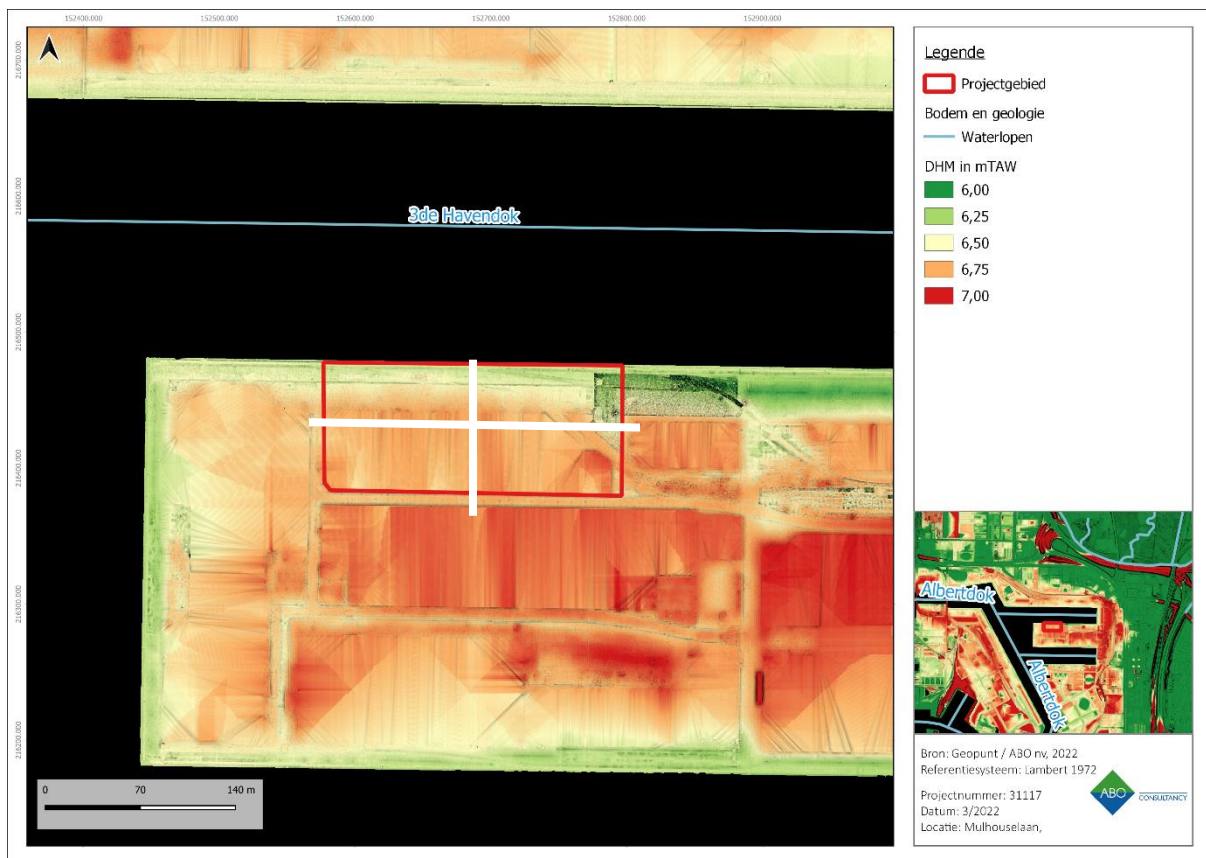 152400.000 152500.000 152600.000 152700.000 152800.000 152900.000
216700.000
216600.000
216500.000
216400.000
216300.000
216200.000
3de Havendok
0 70 140 m
Legende
Projectgebied
Bodem en geologie
Waterlopen
DHM in mTAW
6,00
6,25
6,50
6,75
7,00
Albertdok
Albertdok
Bron: Geopunt / ABO nv, 2022
Referentiesysteem: Lambert 1972
Projectnummer: 31117
Datum: 3/2022
Locatie: Mulhouselaan,
ABO CONSULTANCY